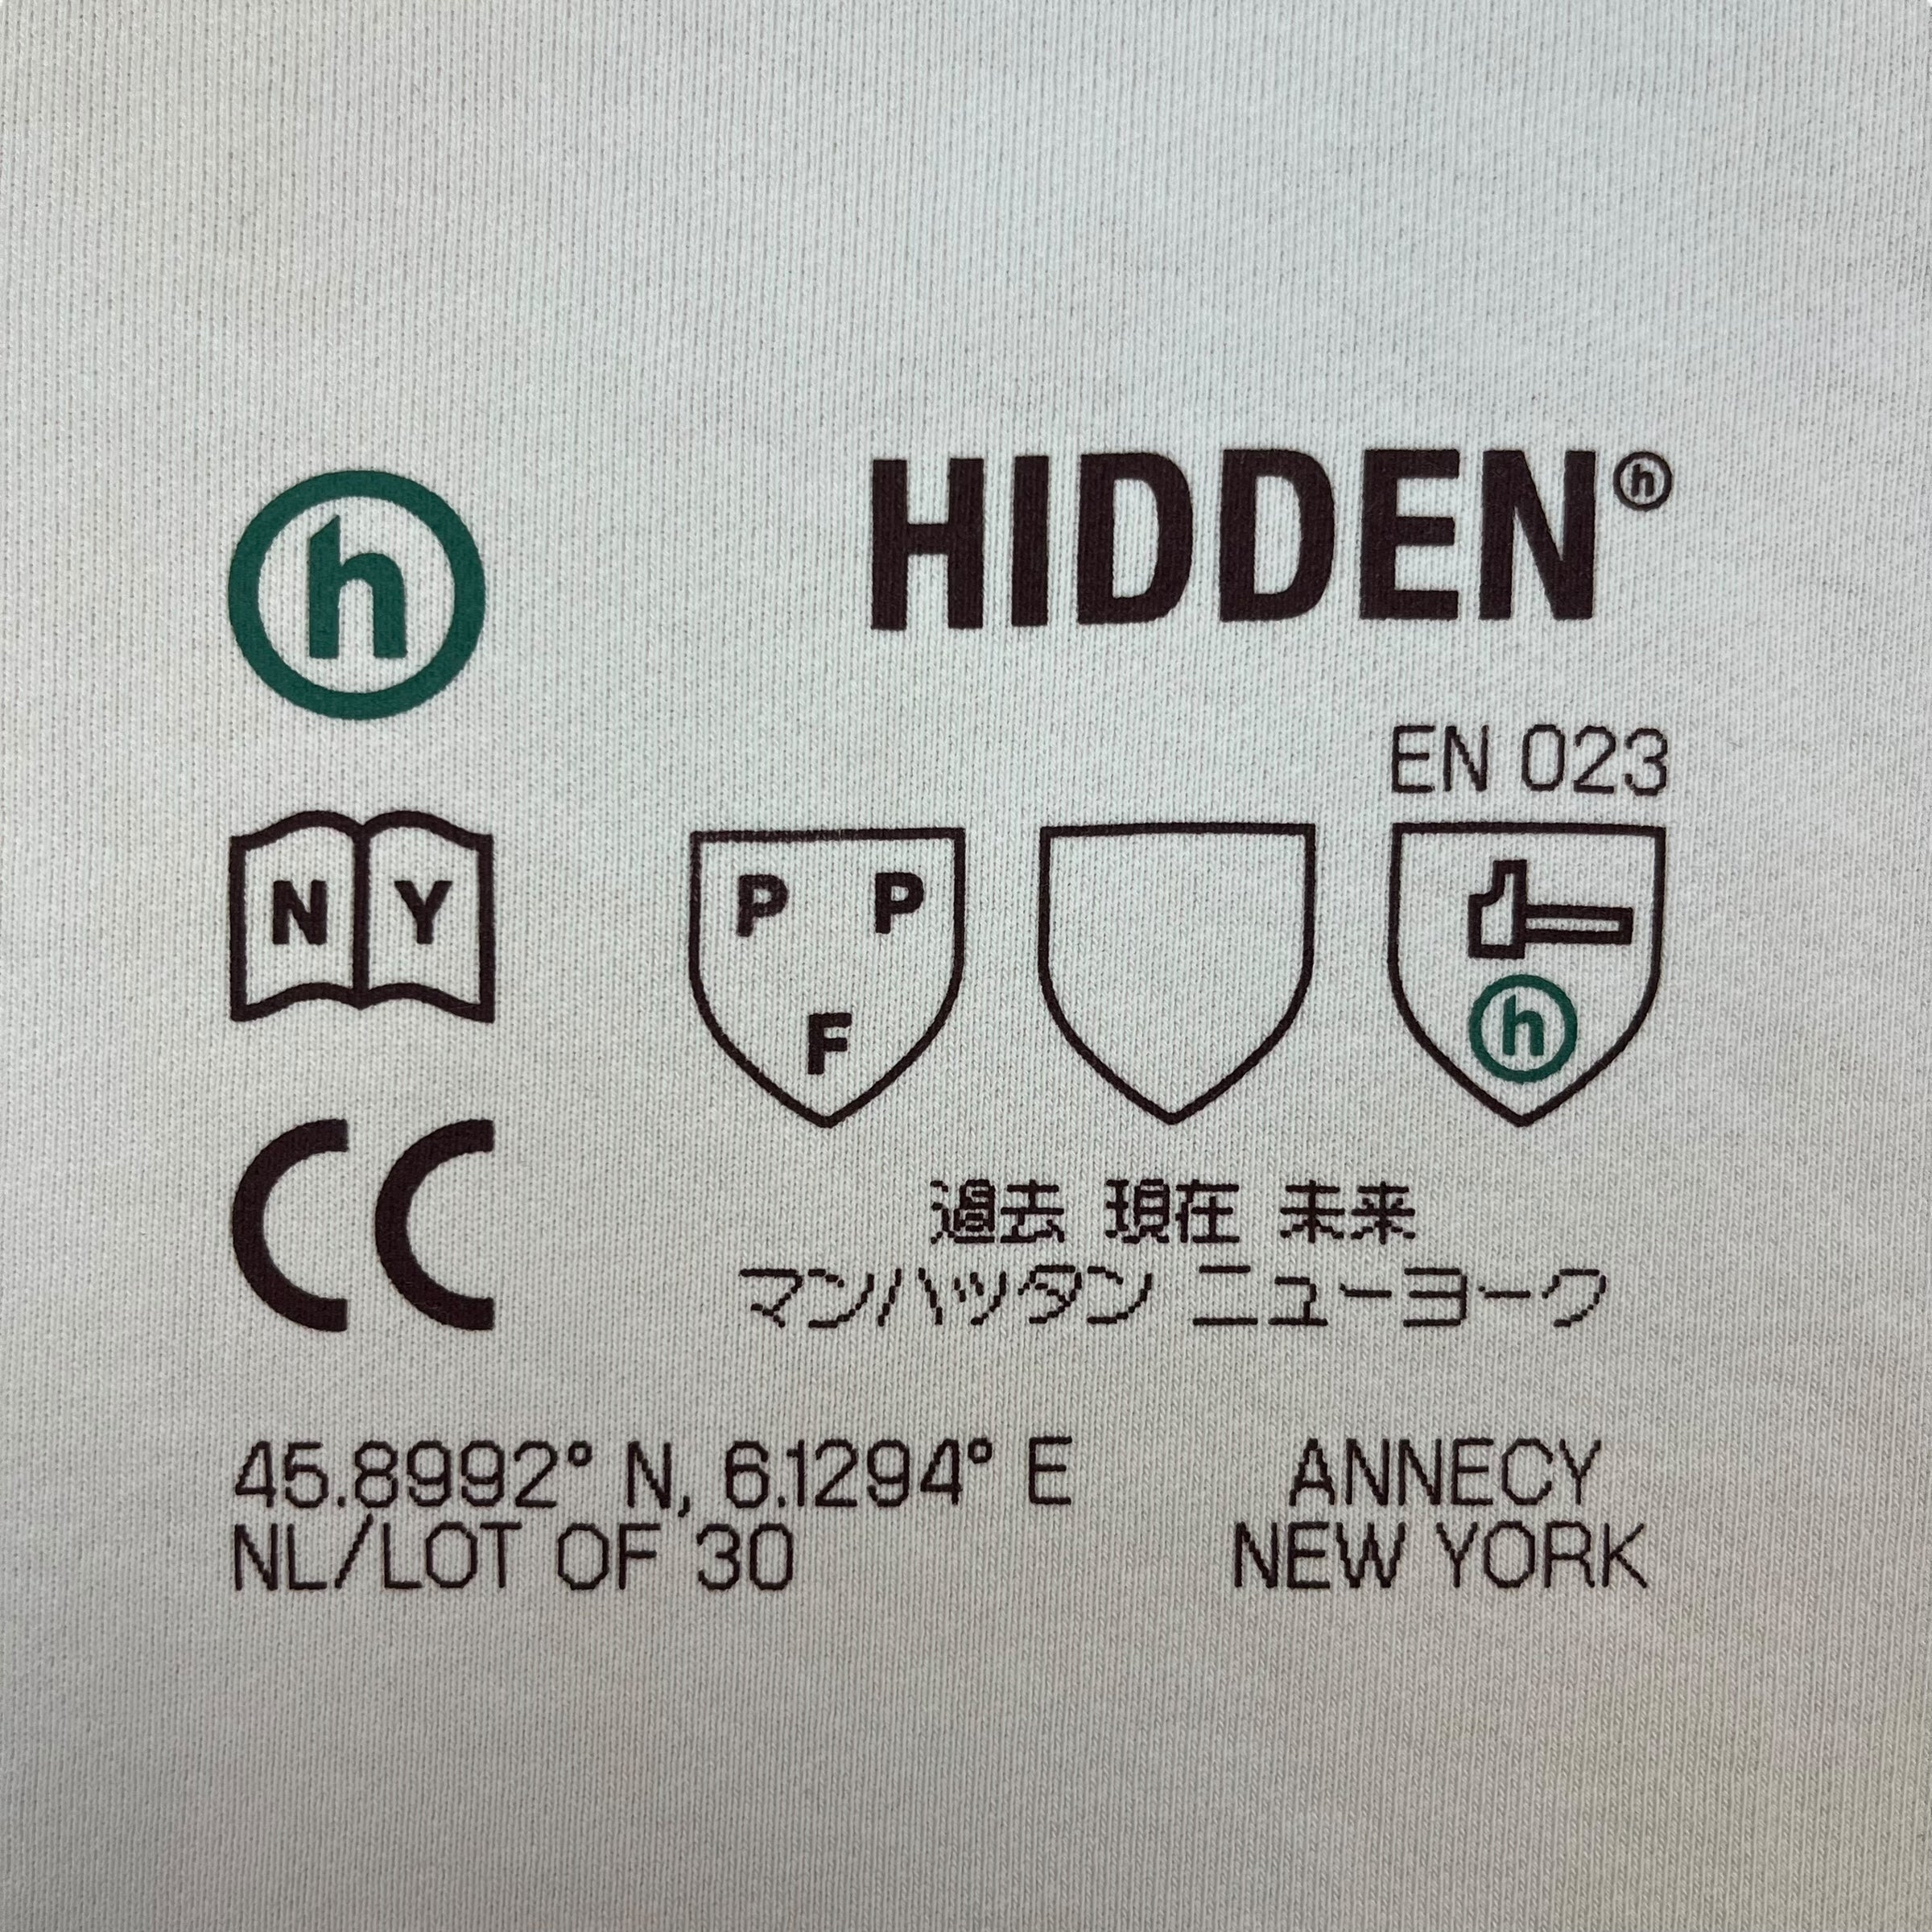 h
HIDDEN ⓗ
EN 023
N Y
P P
F
h
CC
過去 現在 未来
マンハッタン ニューヨーク
45.8992° N, 6.1294° E
ANNECY
NL/LOT OF 30
NEW YORK